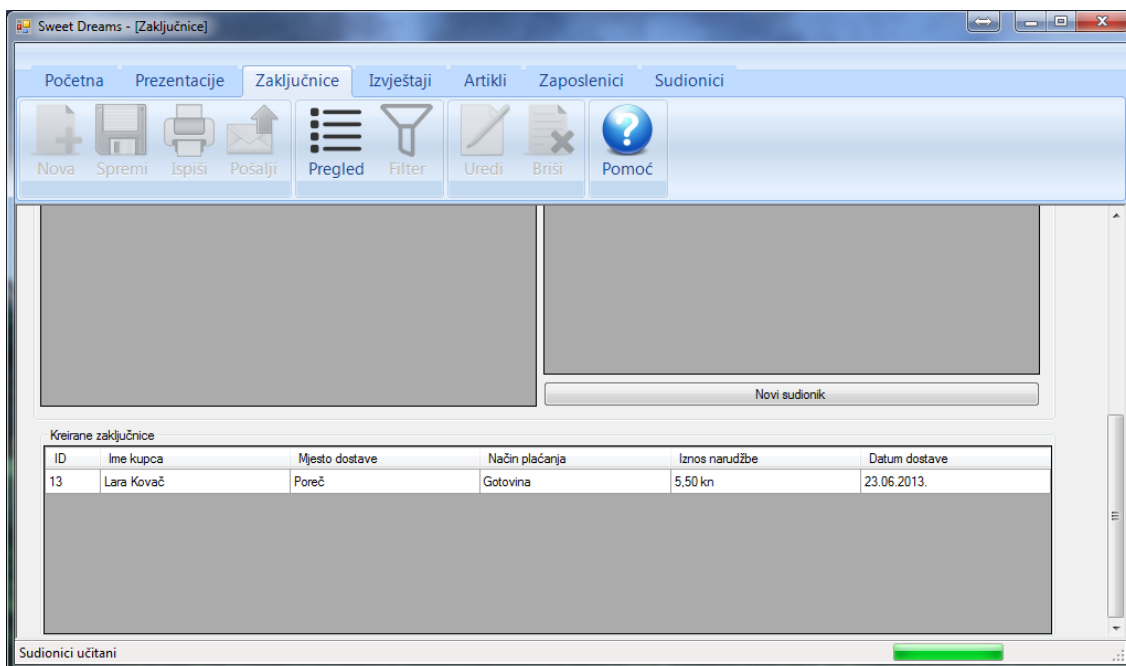 Sweet Dreams - [Zaključnice]
Početna Prezentacije Zaključnice Izvještaji Artikli Zaposlenici Sudionici
Nova Spremi Ispiši Pošalji Pregled Filter Uredi Briši Pomoć
Novi sudionik
Kreirane zaključnice
ID Ime kupca Mjesto dostave Način plaćanja Iznos narudžbe Datum dostave
13 Lara Kovač Poreč Gotovina 5,50 kn 23.06.2013.
Sudionici učitani